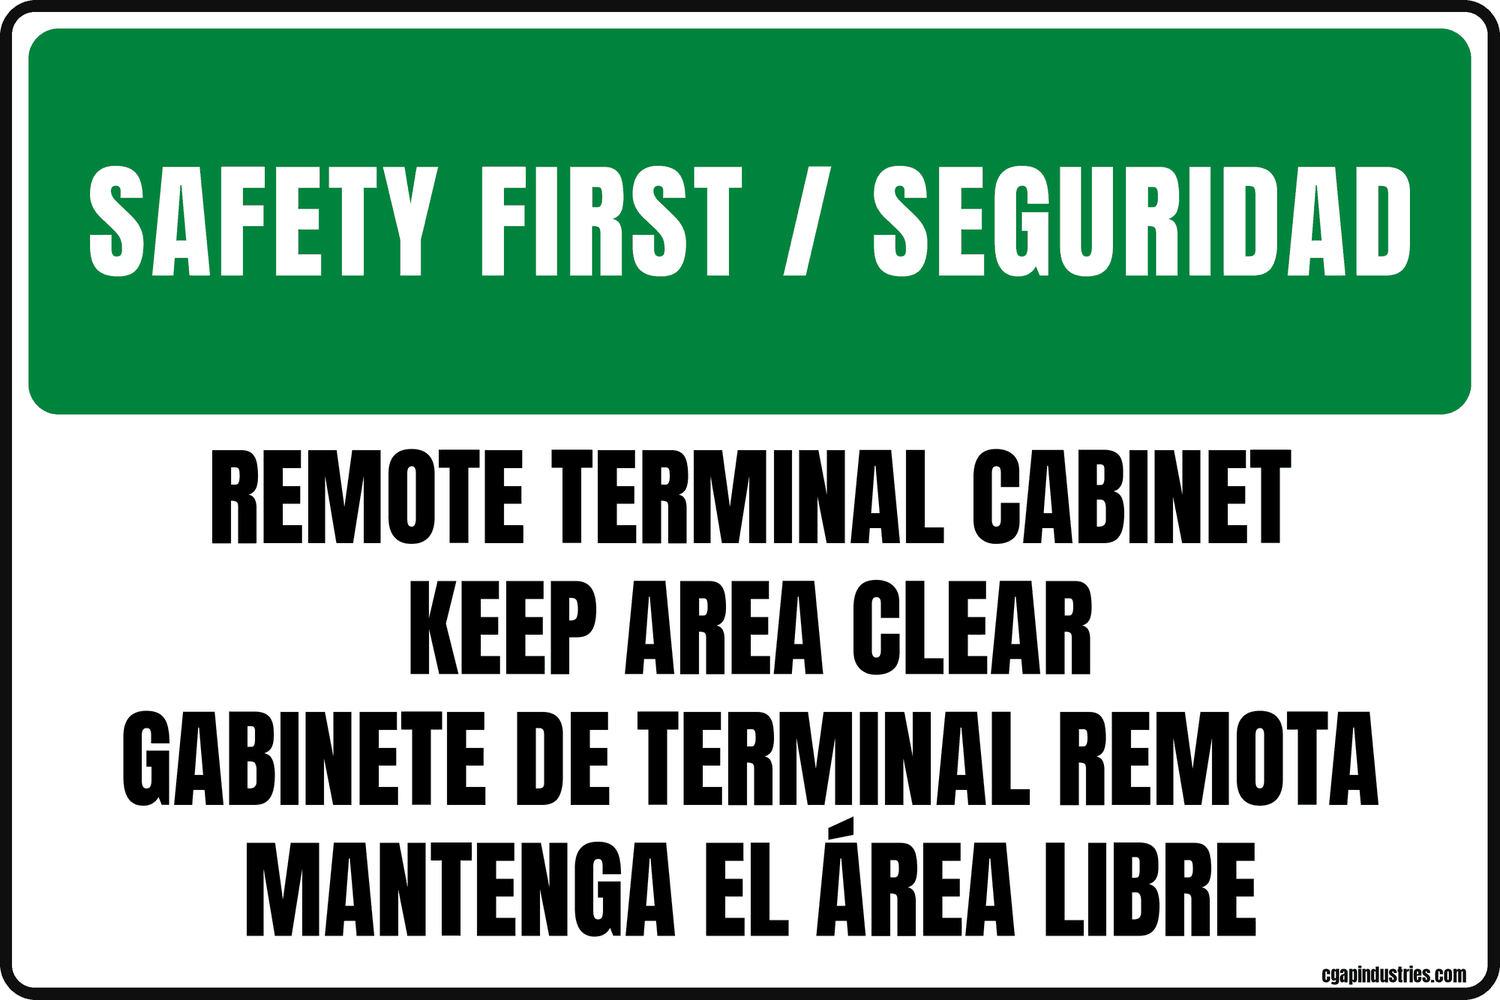 SAFETY FIRST / SEGURIDAD
REMOTE TERMINAL CABINET
KEEP AREA CLEAR
GABINETE DE TERMINAL REMOTA
MANTENGA EL ÁREA LIBRE
cgapindustries.com